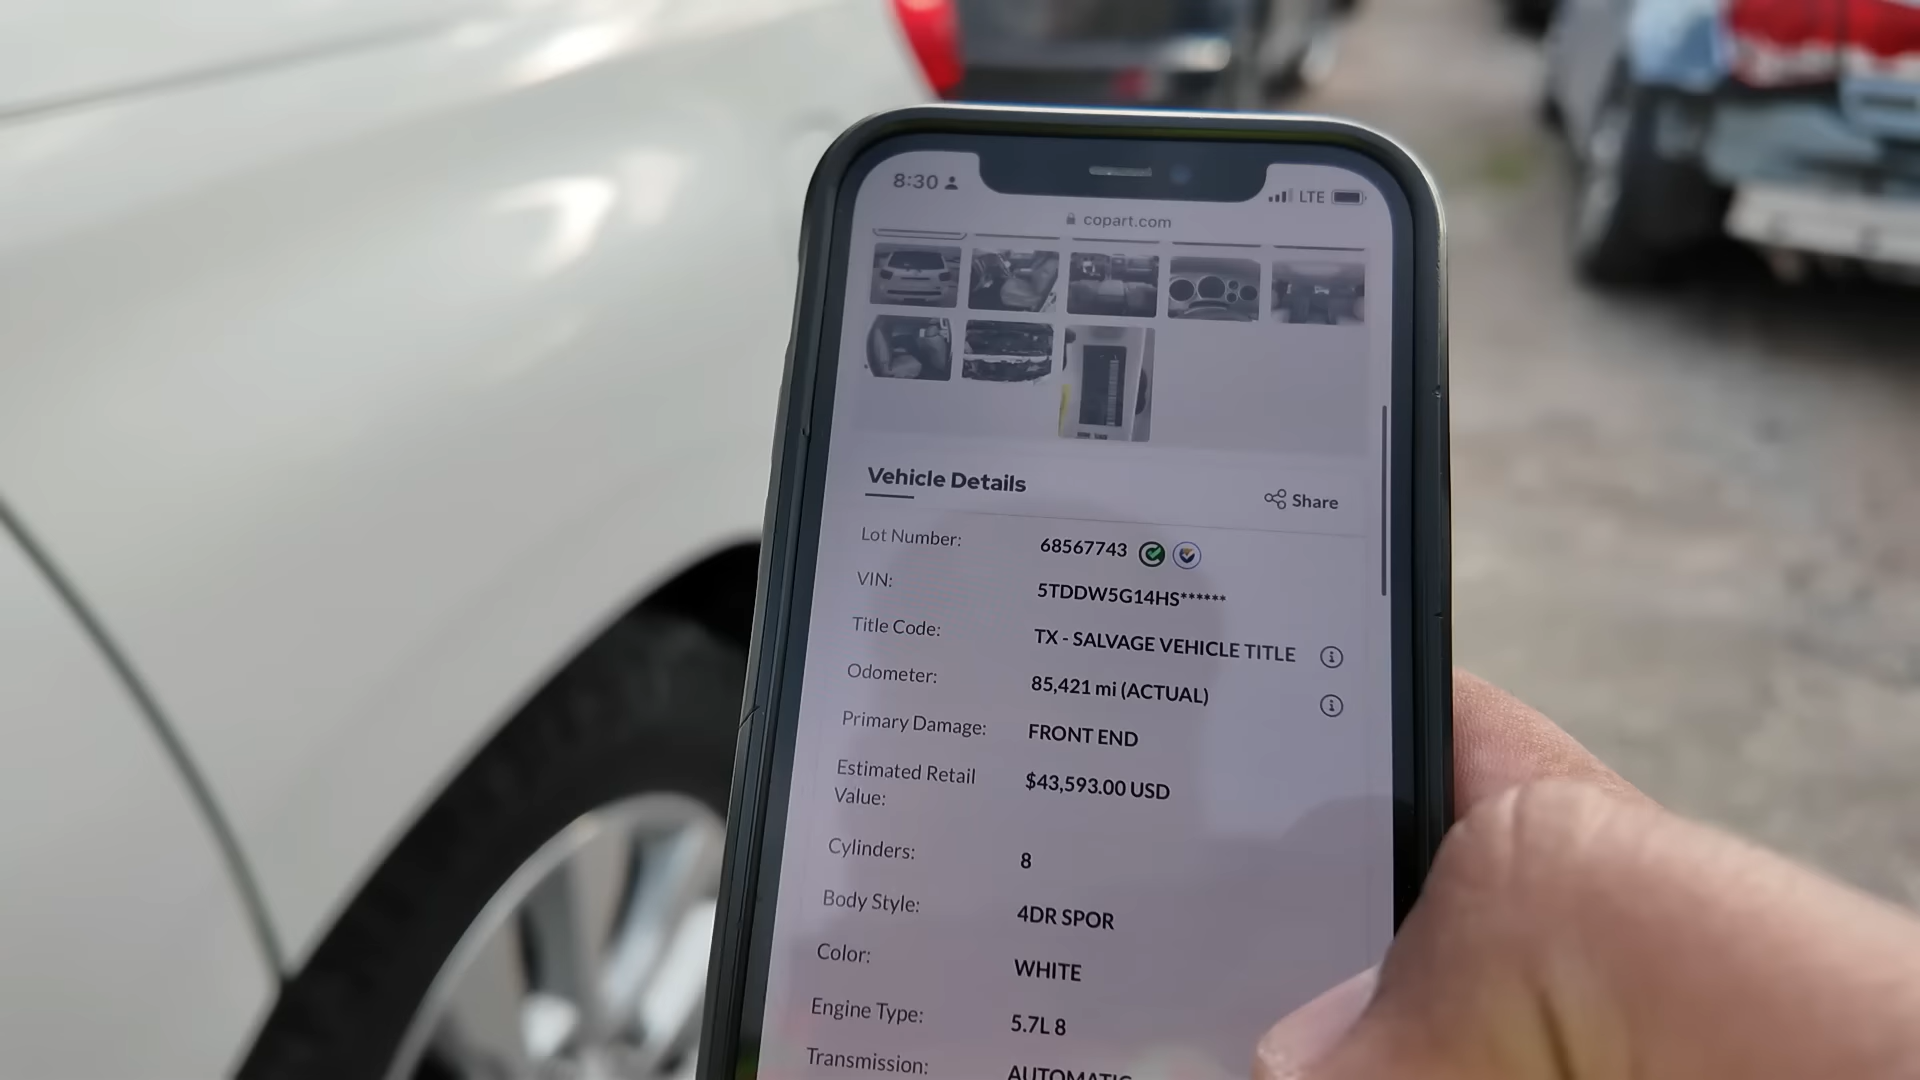 8:30
LTE
copart.com
Vehicle Details
Share
Lot Number: 68567743
VIN: 5TDDW5G14HS******
Title Code: TX - SALVAGE VEHICLE TITLE
Odometer: 85,421 mi (ACTUAL)
Primary Damage: FRONT END
Estimated Retail
Value: $43,593.00 USD
Cylinders: 8
Body Style: 4DR SPOR
Color: WHITE
Engine Type: 5.7L 8
Transmission: AUTOMATIC